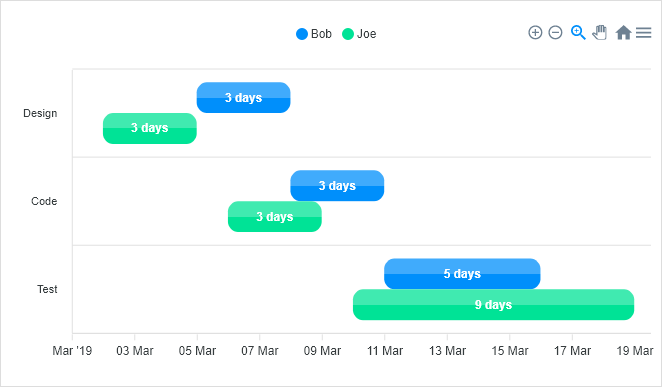 Bob Joe
Design
3 days
3 days
Code
3 days
3 days
Test
5 days
9 days
Mar '19 03 Mar 05 Mar 07 Mar 09 Mar 11 Mar 13 Mar 15 Mar 17 Mar 19 Mar